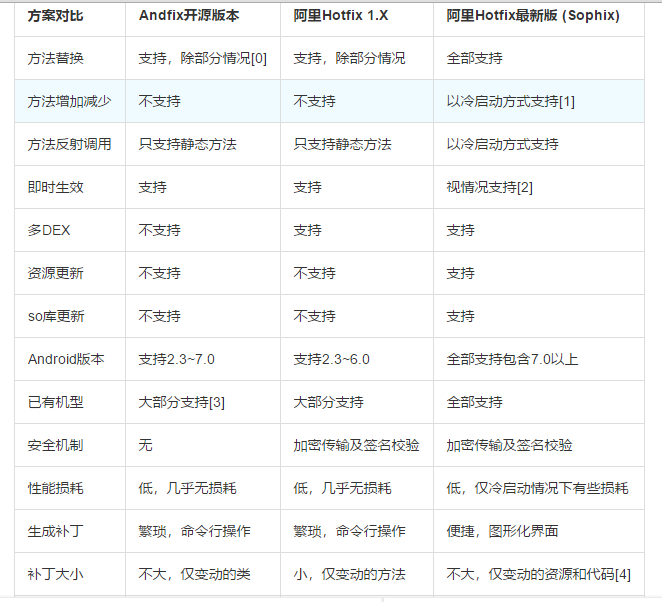 方案对比 Andfix开源版本 阿里Hotfix 1.X 阿里Hotfix最新版 (Sophix)
方法替换 支持，除部分情况[0] 支持，除部分情况 全部支持
方法增加减少 不支持 不支持 以冷启动方式支持[1]
方法反射调用 只支持静态方法 只支持静态方法 以冷启动方式支持
即时生效 支持 支持 视情况支持[2]
多DEX 不支持 支持 支持
资源更新 不支持 不支持 支持
so库更新 不支持 不支持 支持
Android版本 支持2.3~7.0 支持2.3~6.0 全部支持包含7.0以上
已有机型 大部分支持[3] 大部分支持 全部支持
安全机制 无 加密传输及签名校验 加密传输及签名校验
性能损耗 低，几乎无损耗 低，几乎无损耗 低，仅冷启动情况下有些损耗
生成补丁 繁琐，命令行操作 繁琐，命令行操作 便捷，图形化界面
补丁大小 不大，仅变动的类 小，仅变动的方法 不大，仅变动的资源和代码[4]